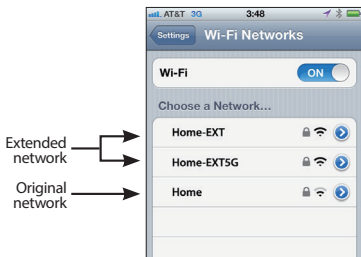 AT&T 3G 3:48
Settings Wi-Fi Networks
Wi-Fi ON
Choose a Network...
Extended
network
Home-EXT
Home-EXT5G
Original
network
Home